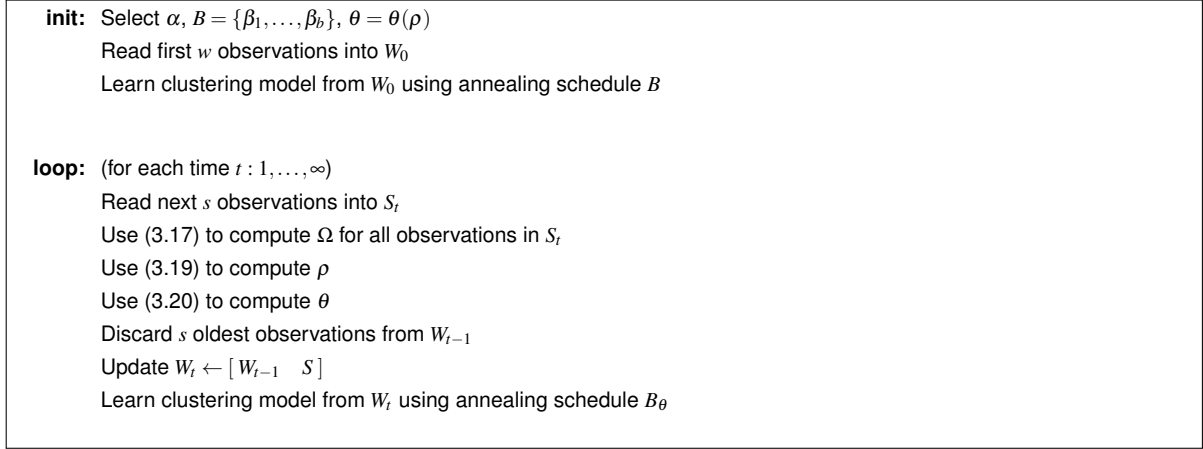 init: Select α, B = {β₁,...,β_b}, θ = θ(ρ)
Read first w observations into W₀
Learn clustering model from W₀ using annealing schedule B
loop: (for each time t : 1,...,∞)
Read next s observations into S_t
Use (3.17) to compute Ω for all observations in S_t
Use (3.19) to compute ρ
Use (3.20) to compute θ
Discard s oldest observations from W_{t−1}
Update W_t ← [ W_{t−1} S ]
Learn clustering model from W_t using annealing schedule B_θ